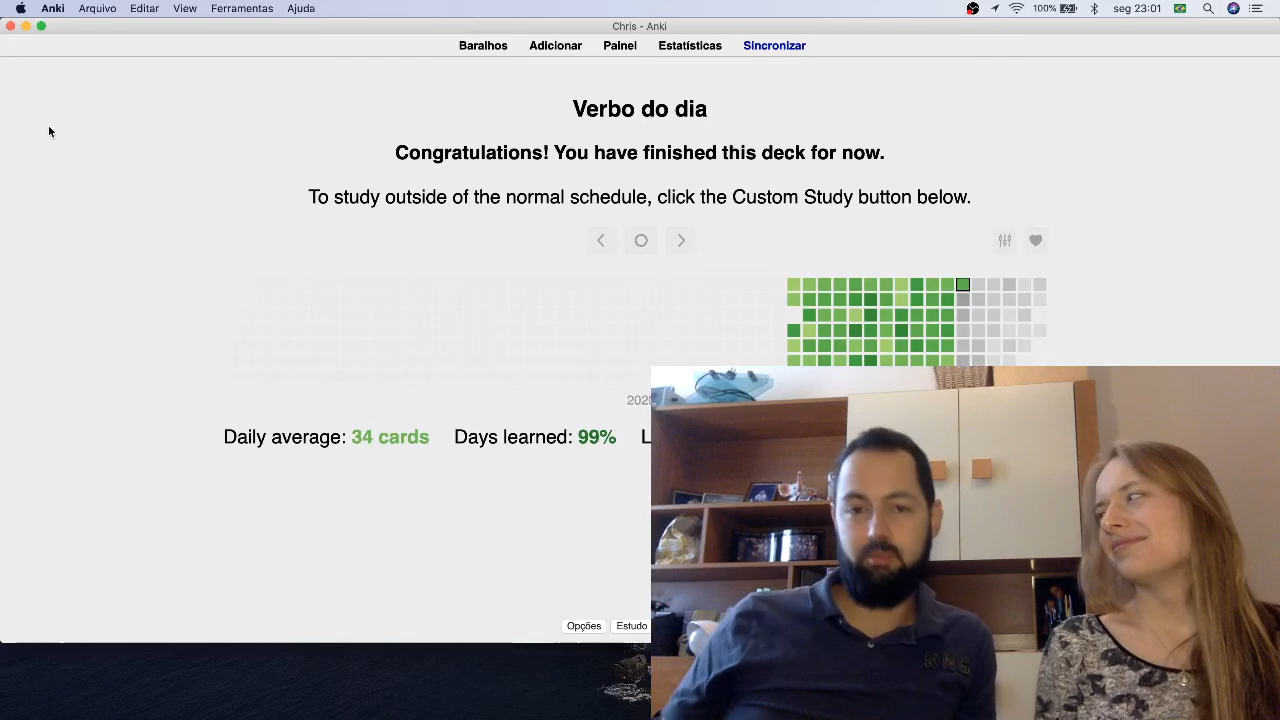 Anki Arquivo Editar View Ferramentas Ajuda 100% seg 23:01
Chris - Anki
Baralhos Adicionar Painel Estatísticas Sincronizar
Verbo do dia
Congratulations! You have finished this deck for now.
To study outside of the normal schedule, click the Custom Study button below.
2020
Daily average: 34 cards Days learned: 99% L
Opções Estudo
KNG